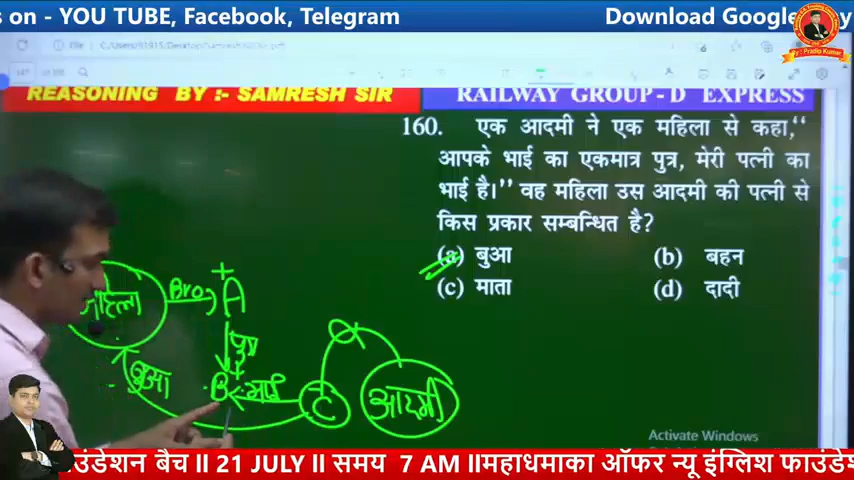 s on - YOU TUBE, Facebook, Telegram
Download Google
REASONING BY :- SAMRESH SIR
RAILWAY GROUP - D EXPRESS
160. एक आदमी ने एक महिला से कहा,"
आपके भाई का एकमात्र पुत्र, मेरी पत्नी का
भाई है।" वह महिला उस आदमी की पत्नी से
किस प्रकार सम्बन्धित है?
(a) बुआ
(b) बहन
(c) माता
(d) दादी
Bro
+
A
पुत्र
+
B
भाई
C
आदमी
बुआ
Activate Windows
फाउंडेशन बैच II 21 JULY II समय 7 AM IIमहाधमाका ऑफर न्यू इंग्लिश फाउंडे